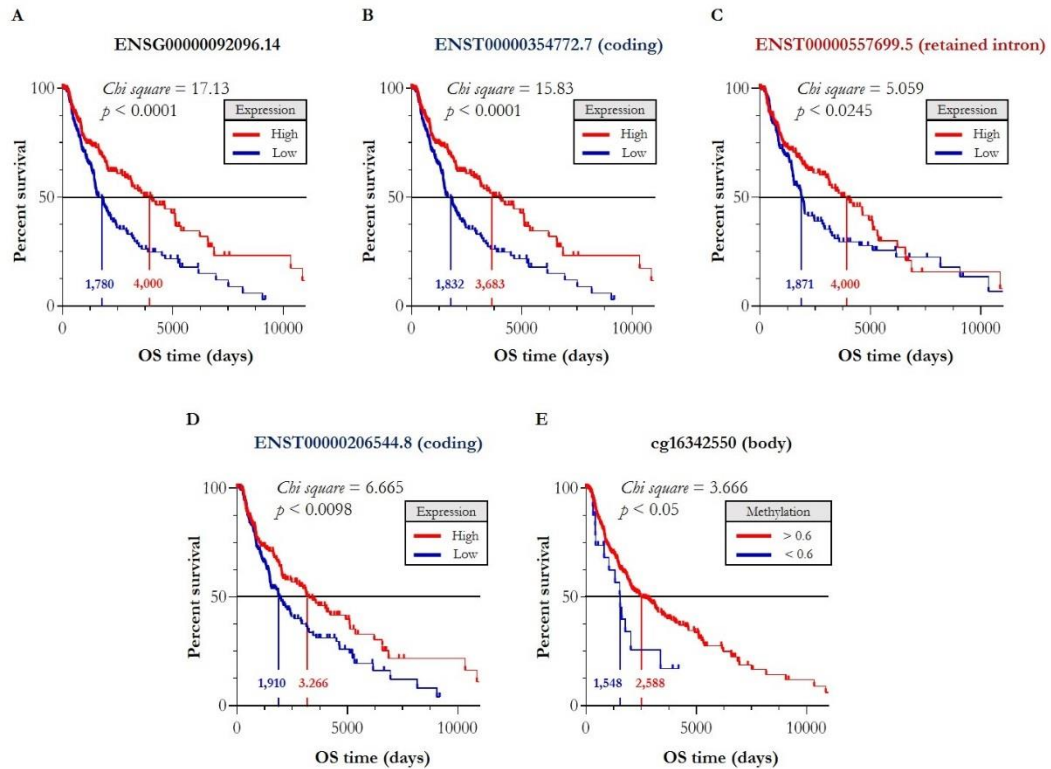 A
ENSG00000092096.14
Chi square = 17.13
p < 0.0001
Expression
High
Low
Percent survival
100
50
0
1,780
4,000
0
5000
10000
OS time (days)
B
ENST00000354772.7 (coding)
Chi square = 15.83
p < 0.0001
Expression
High
Low
Percent survival
100
50
0
1,832
3,683
0
5000
10000
OS time (days)
C
ENST00000557699.5 (retained intron)
Chi square = 5.059
p < 0.0245
Expression
High
Low
Percent survival
100
50
0
1,871
4,000
0
5000
10000
OS time (days)
D
ENST00000206544.8 (coding)
Chi square = 6.665
p < 0.0098
Expression
High
Low
Percent survival
100
50
0
1,910
3.266
0
5000
10000
OS time (days)
E
cg16342550 (body)
Chi square = 3.666
p < 0.05
Methylation
> 0.6
< 0.6
Percent survival
100
50
0
1,548
2,588
0
5000
10000
OS time (days)